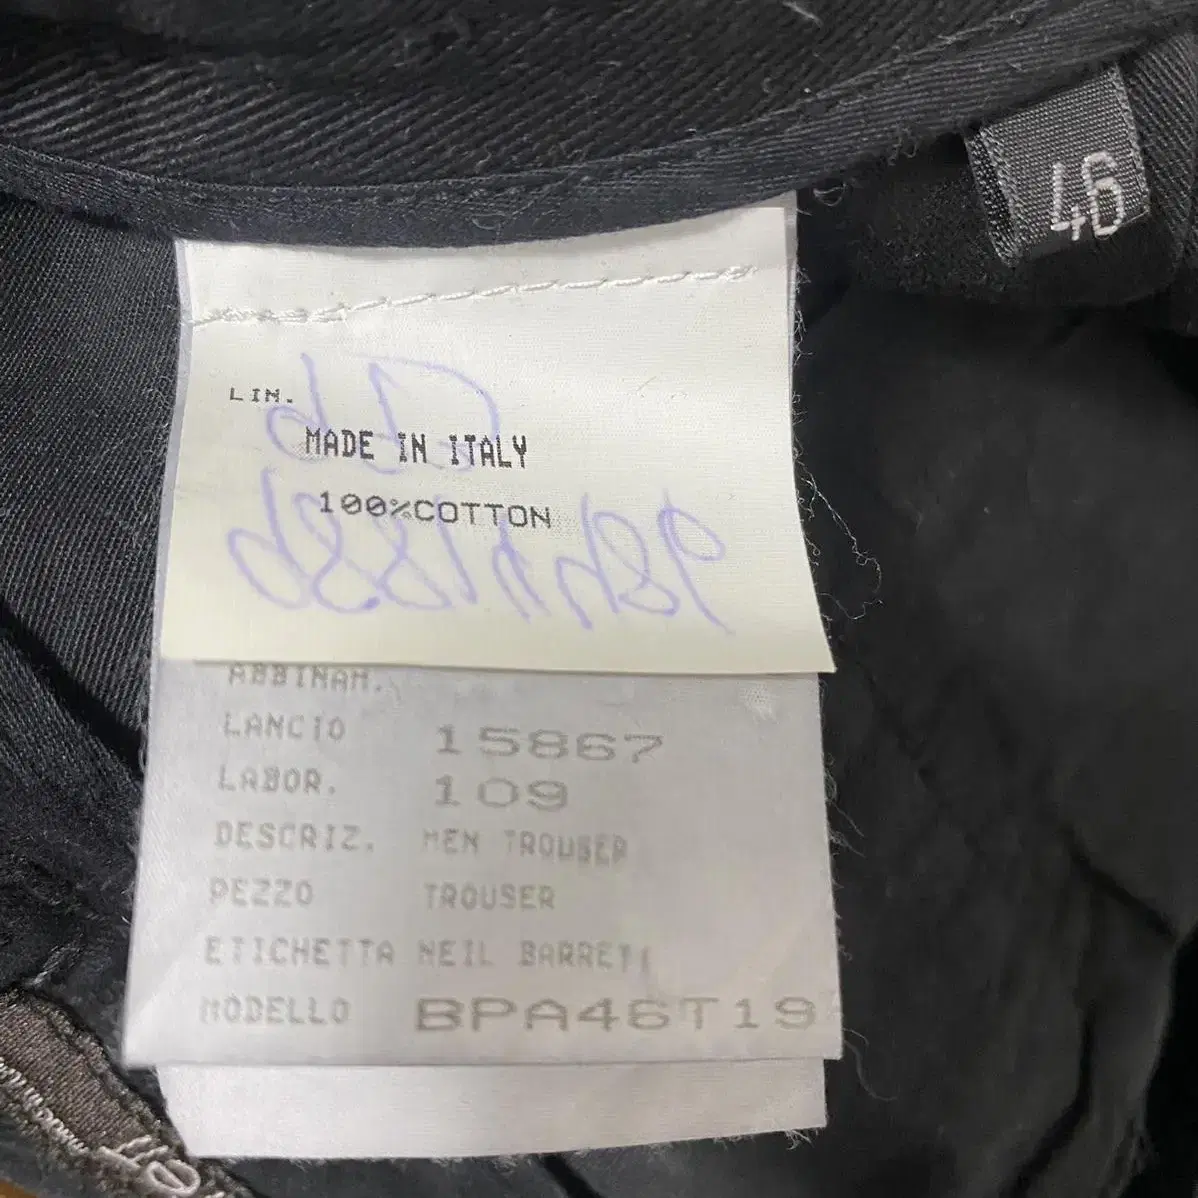 46
LIM.
MADE IN ITALY
100%COTTON
ABBINAM.
LANCIO 15867
LABOR. 109
DESCRIZ. MEN TROUSER
PEZZO TROUSER
ETICHETTA NEIL BARRETT
MODELLO BPA46T19